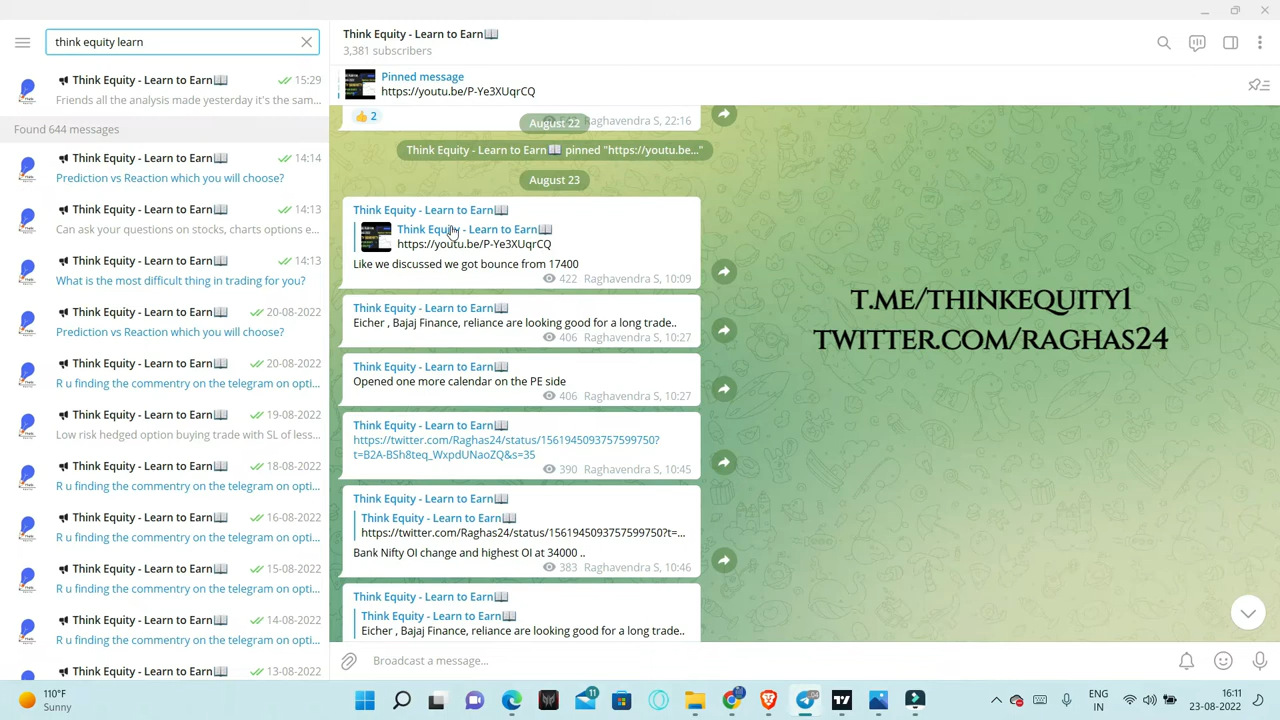 think equity learn
Think Equity - Learn to Earn📖 15:29
Friends all the analysis made yesterday it's the sam...
Found 644 messages
Think Equity - Learn to Earn📖 14:14
Prediction vs Reaction which you will choose?
Think Equity - Learn to Earn📖 14:13
Can ask your questions on stocks, charts options e...
Think Equity - Learn to Earn📖 14:13
What is the most difficult thing in trading for you?
Think Equity - Learn to Earn📖 20-08-2022
Prediction vs Reaction which you will choose?
Think Equity - Learn to Earn📖 20-08-2022
R u finding the commentry on the telegram on opti...
Think Equity - Learn to Earn📖 19-08-2022
Low risk hedged option buying trade with SL of less...
Think Equity - Learn to Earn📖 18-08-2022
R u finding the commentry on the telegram on opti...
Think Equity - Learn to Earn📖 16-08-2022
R u finding the commentry on the telegram on opti...
Think Equity - Learn to Earn📖 15-08-2022
R u finding the commentry on the telegram on opti...
Think Equity - Learn to Earn📖 14-08-2022
R u finding the commentry on the telegram on opti...
Think Equity - Learn to Earn📖 13-08-2022
Think Equity - Learn to Earn📖
3,381 subscribers
Pinned message
https://youtu.be/P-Ye3XUqrCQ
👍 2 Raghavendra S, 22:16
August 22
Think Equity - Learn to Earn📖 pinned "https://youtu.be..."
August 23
Think Equity - Learn to Earn📖
Think Equity - Learn to Earn📖
https://youtu.be/P-Ye3XUqrCQ
Like we discussed we got bounce from 17400
422 Raghavendra S, 10:09
Think Equity - Learn to Earn📖
Eicher , Bajaj Finance, reliance are looking good for a long trade..
406 Raghavendra S, 10:27
Think Equity - Learn to Earn📖
Opened one more calendar on the PE side
406 Raghavendra S, 10:27
Think Equity - Learn to Earn📖
https://twitter.com/Raghas24/status/1561945093757599750?
t=B2A-BSh8teq_WxpdUNaoZQ&s=35
390 Raghavendra S, 10:45
Think Equity - Learn to Earn📖
Think Equity - Learn to Earn📖
https://twitter.com/Raghas24/status/1561945093757599750?t=...
Bank Nifty OI change and highest OI at 34000 ..
383 Raghavendra S, 10:46
Think Equity - Learn to Earn📖
Think Equity - Learn to Earn📖
Eicher , Bajaj Finance, reliance are looking good for a long trade..
Broadcast a message...
T.ME/THINKEQUITY1
TWITTER.COM/RAGHAS24
110°F
Sunny
11
ENG
IN
16:11
23-08-2022